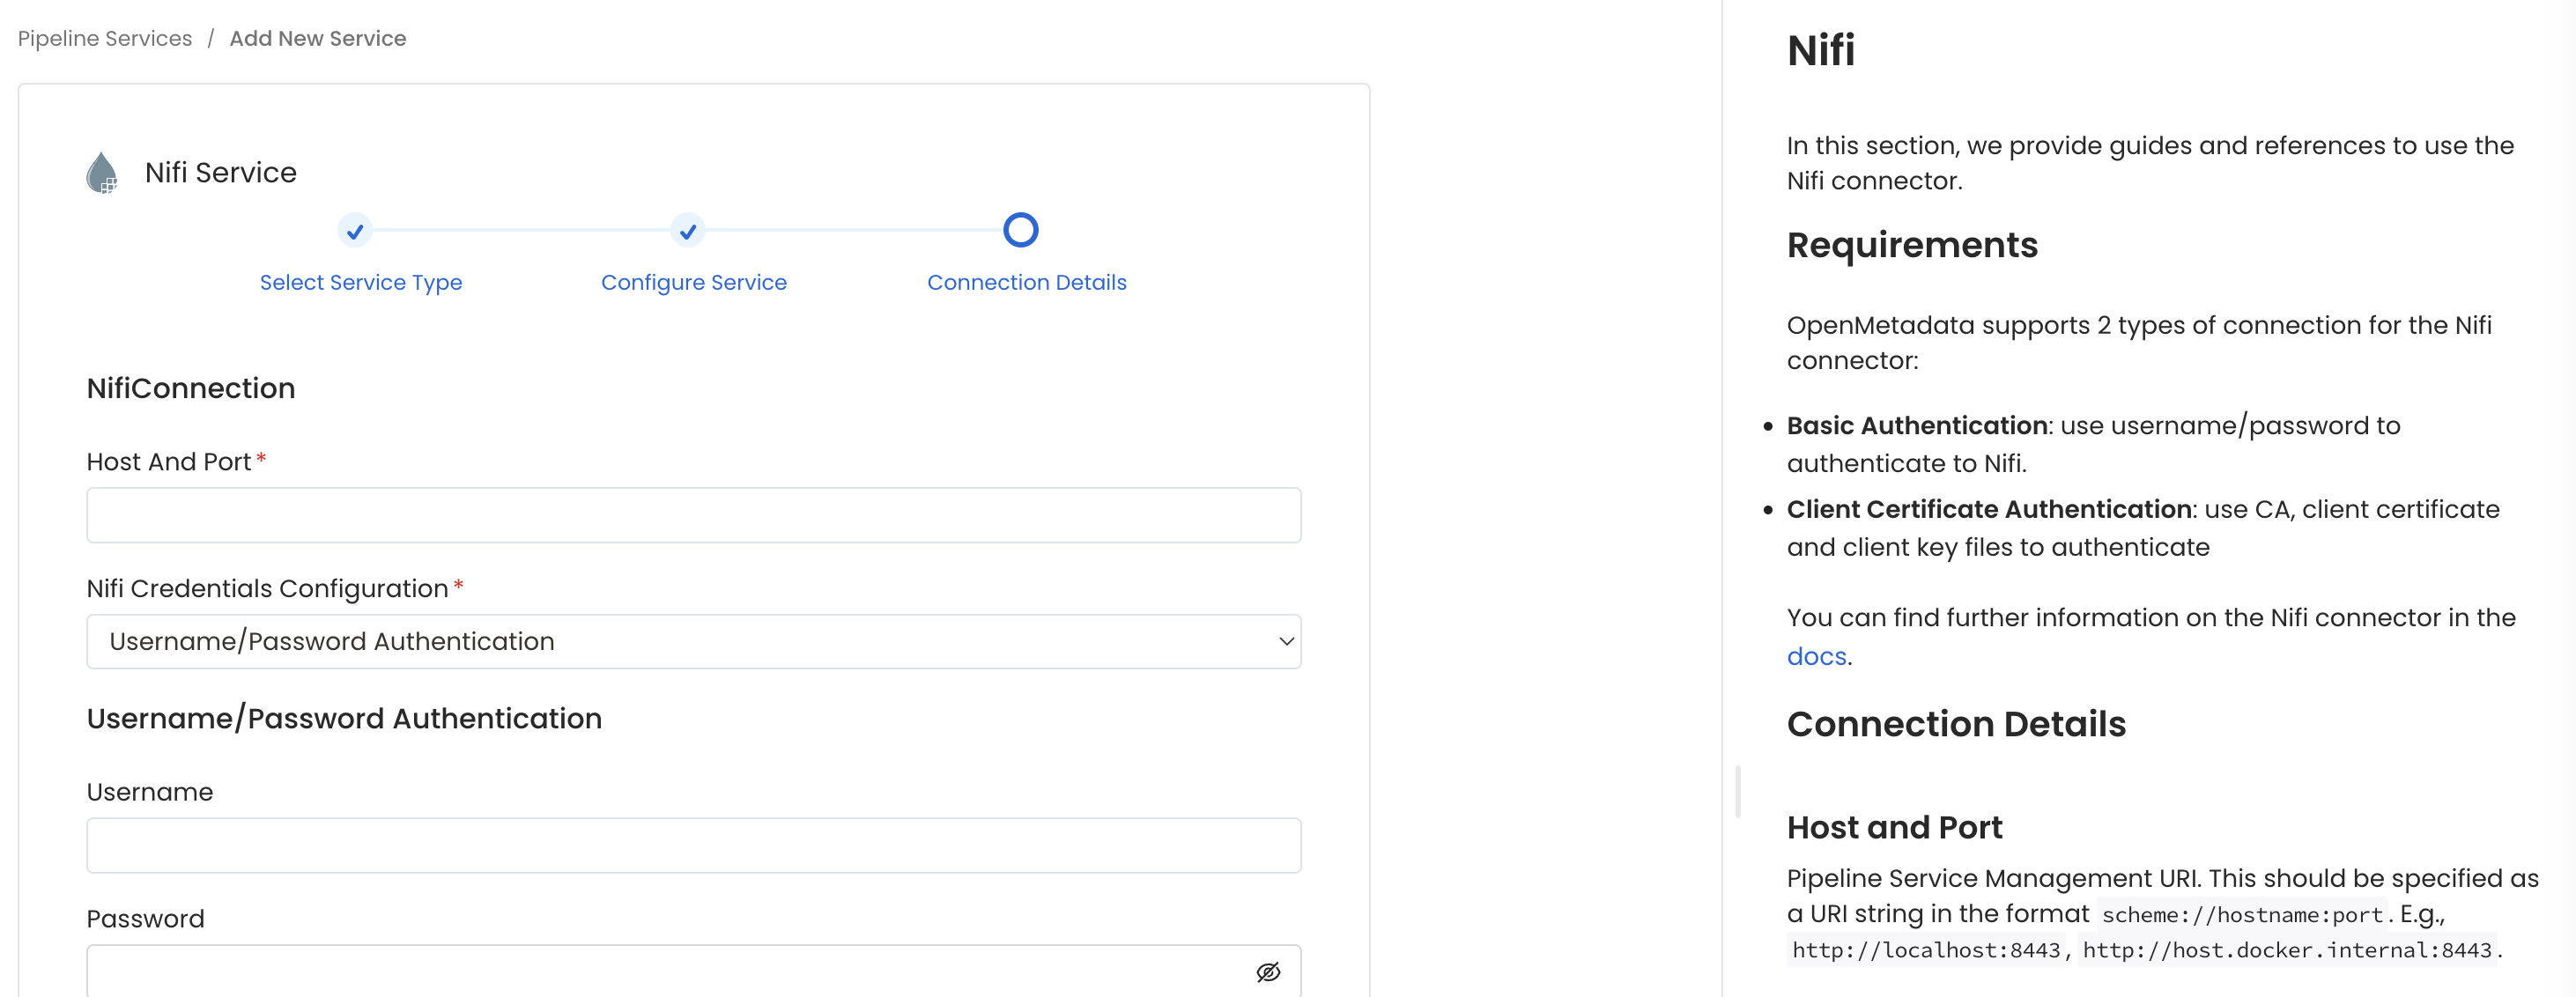 Pipeline Services / Add New Service
Nifi Service
Select Service Type
Configure Service
Connection Details
NifiConnection
Host And Port*
Nifi Credentials Configuration*
Username/Password Authentication
Username/Password Authentication
Username
Password
Nifi
In this section, we provide guides and references to use the
Nifi connector.
Requirements
OpenMetadata supports 2 types of connection for the Nifi
connector:
• Basic Authentication: use username/password to
authenticate to Nifi.
• Client Certificate Authentication: use CA, client certificate
and client key files to authenticate
You can find further information on the Nifi connector in the
docs.
Connection Details
Host and Port
Pipeline Service Management URI. This should be specified as
a URI string in the format scheme://hostname:port. E.g.,
http://localhost:8443, http://host.docker.internal:8443.